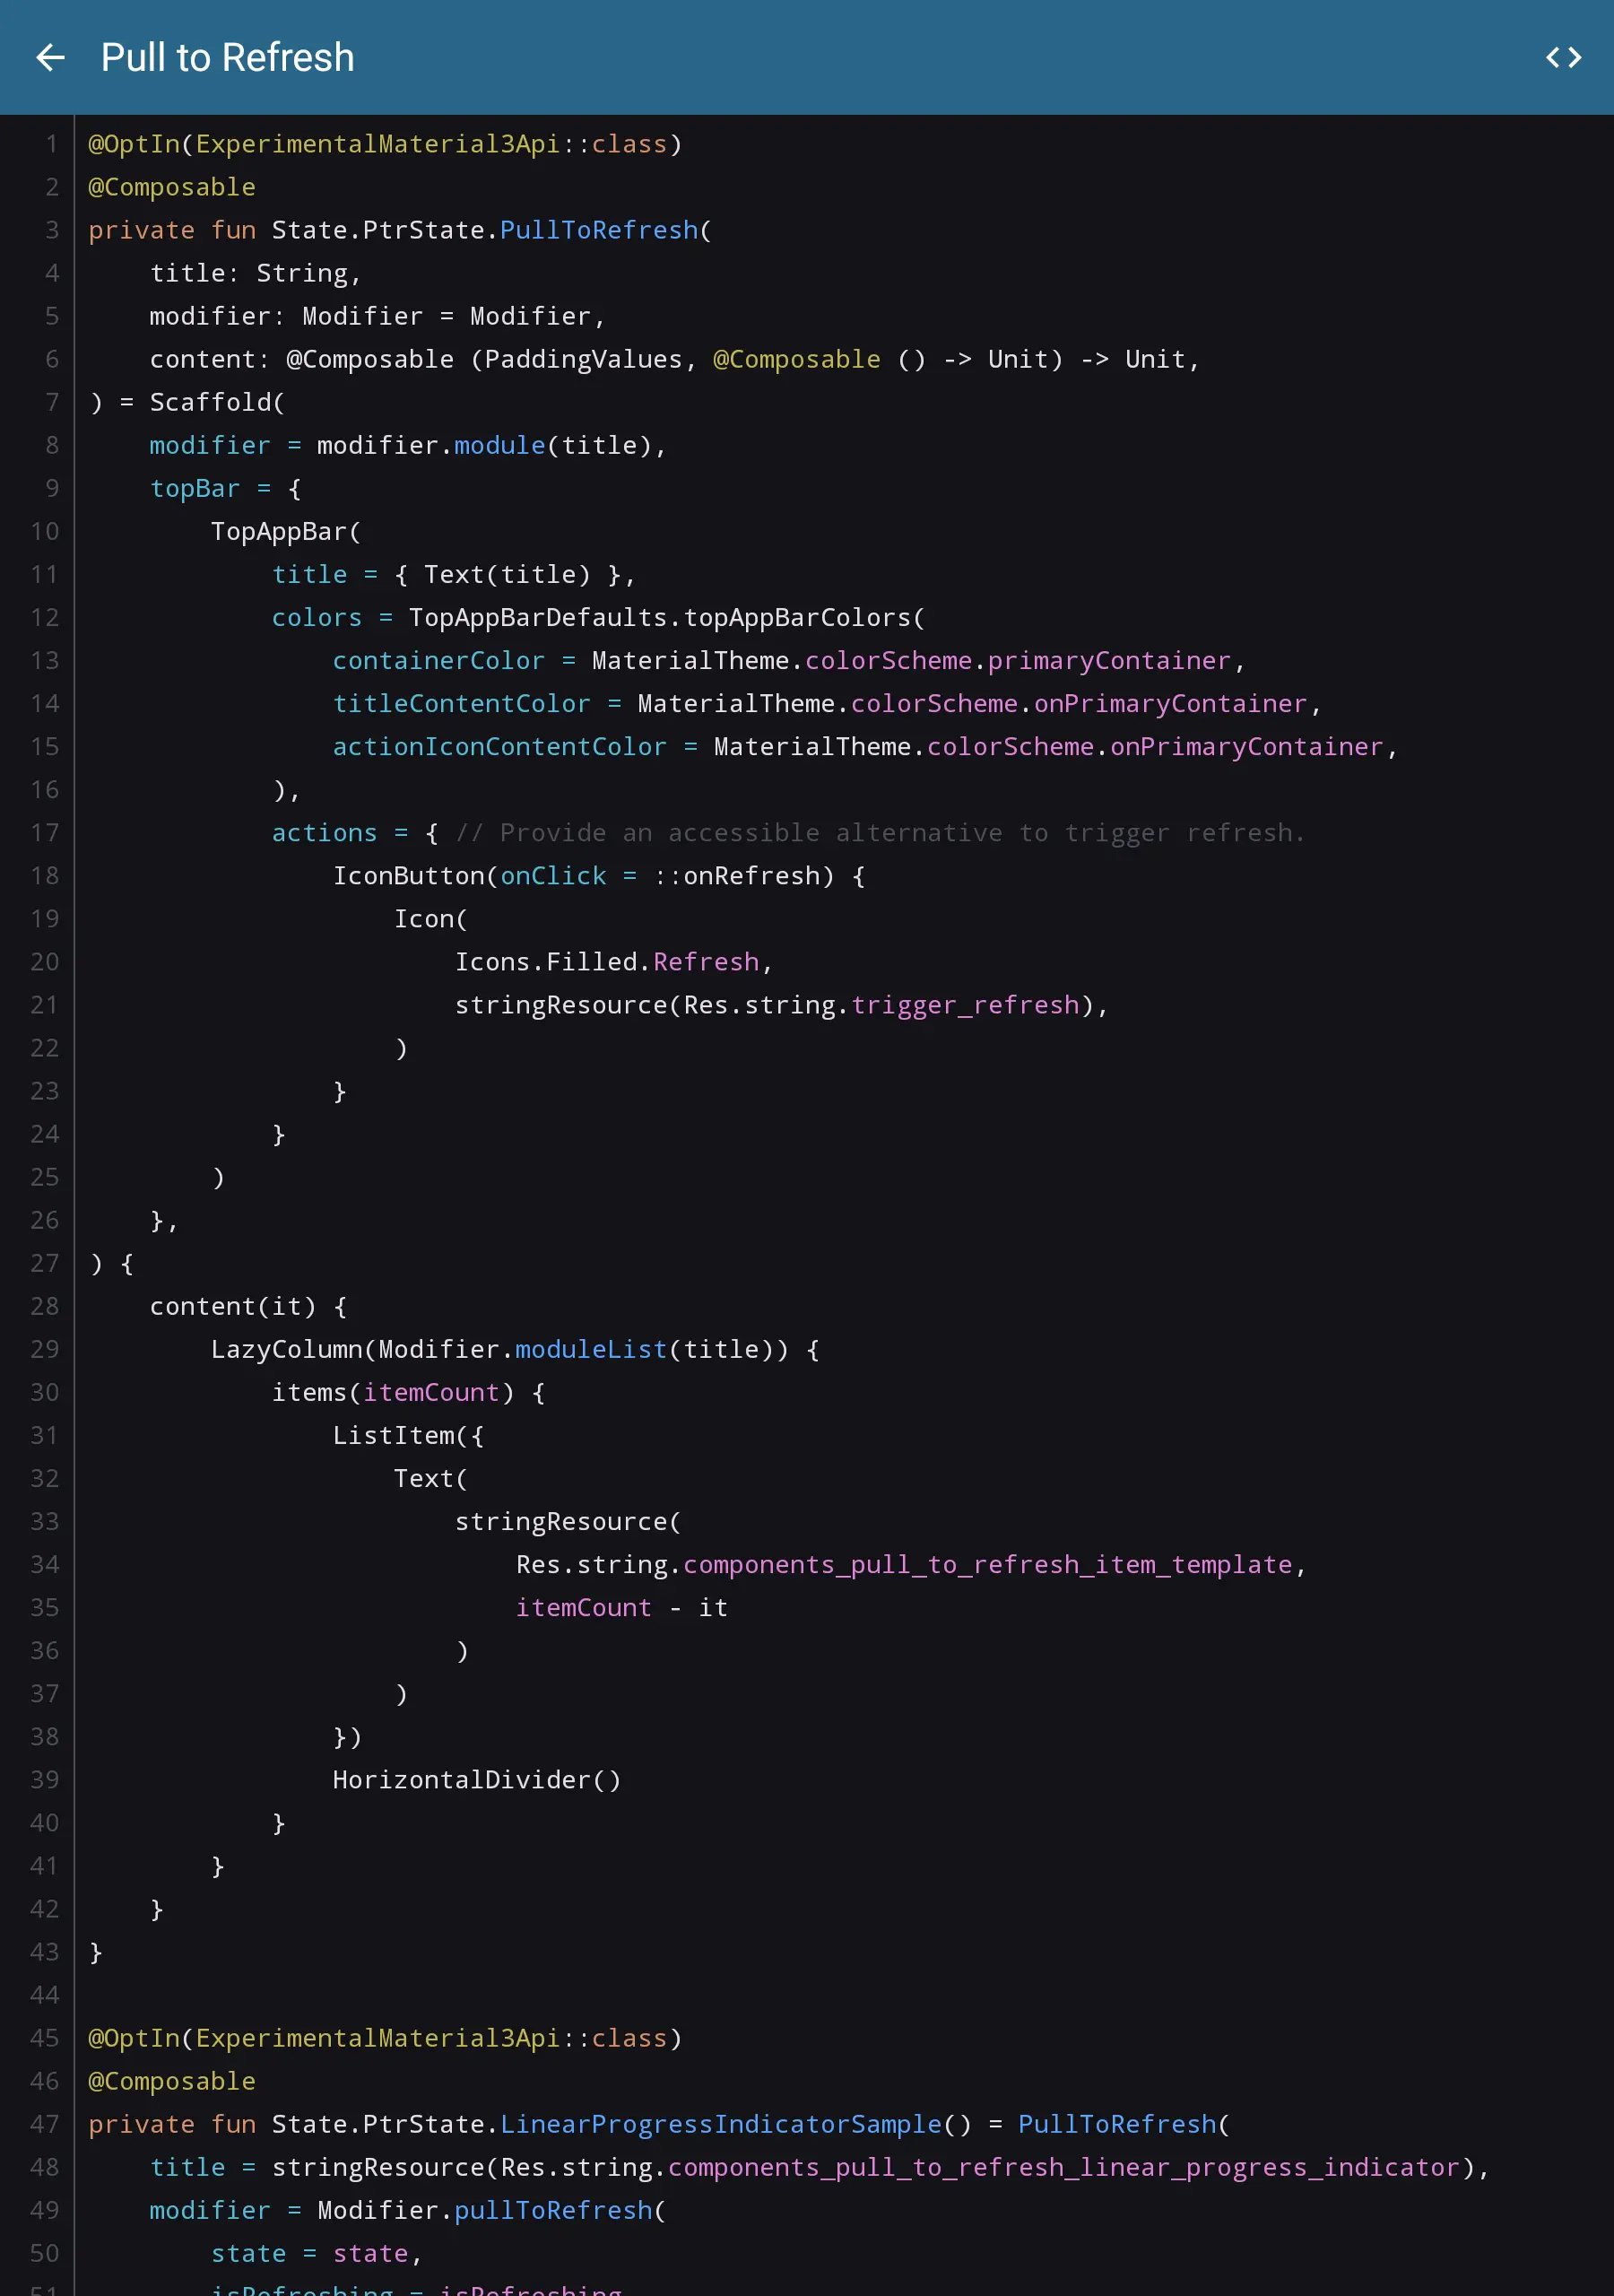 Pull to Refresh
1 @OptIn(ExperimentalMaterial3Api::class)
2 @Composable
3 private fun State.PtrState.PullToRefresh(
4     title: String,
5     modifier: Modifier = Modifier,
6     content: @Composable (PaddingValues, @Composable () -> Unit) -> Unit,
7 ) = Scaffold(
8     modifier = modifier.module(title),
9     topBar = {
10         TopAppBar(
11             title = { Text(title) },
12             colors = TopAppBarDefaults.topAppBarColors(
13                 containerColor = MaterialTheme.colorScheme.primaryContainer,
14                 titleContentColor = MaterialTheme.colorScheme.onPrimaryContainer,
15                 actionIconContentColor = MaterialTheme.colorScheme.onPrimaryContainer,
16             ),
17             actions = { // Provide an accessible alternative to trigger refresh.
18                 IconButton(onClick = ::onRefresh) {
19                     Icon(
20                         Icons.Filled.Refresh,
21                         stringResource(Res.string.trigger_refresh),
22                     )
23                 }
24             }
25         )
26     },
27 ) {
28     content(it) {
29         LazyColumn(Modifier.moduleList(title)) {
30             items(itemCount) {
31                 ListItem({
32                     Text(
33                         stringResource(
34                             Res.string.components_pull_to_refresh_item_template,
35                             itemCount - it
36                         )
37                     )
38                 })
39                 HorizontalDivider()
40             }
41         }
42     }
43 }
44
45 @OptIn(ExperimentalMaterial3Api::class)
46 @Composable
47 private fun State.PtrState.LinearProgressIndicatorSample() = PullToRefresh(
48     title = stringResource(Res.string.components_pull_to_refresh_linear_progress_indicator),
49     modifier = Modifier.pullToRefresh(
50         state = state,
51         isRefreshing = isRefreshing